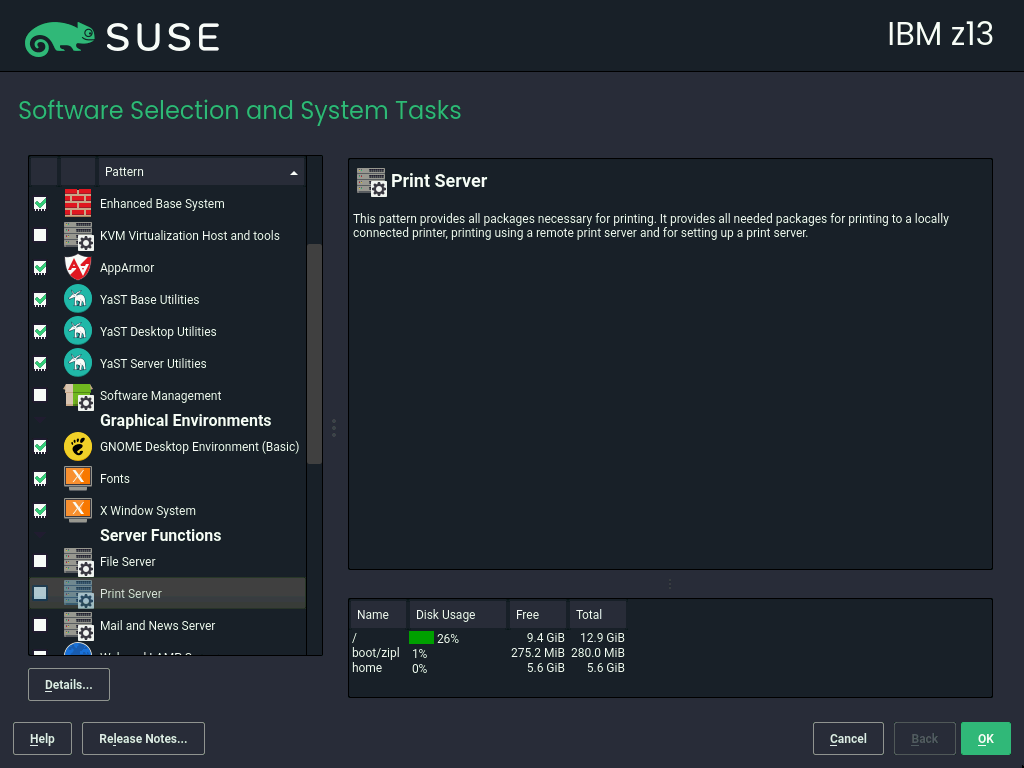 SUSE
IBM z13
Software Selection and System Tasks
Pattern
Enhanced Base System
KVM Virtualization Host and tools
AppArmor
YaST Base Utilities
YaST Desktop Utilities
YaST Server Utilities
Software Management
Graphical Environments
GNOME Desktop Environment (Basic)
Fonts
X Window System
Server Functions
File Server
Print Server
Mail and News Server
Details...
Print Server
This pattern provides all packages necessary for printing. It provides all needed packages for printing to a locally
connected printer, printing using a remote print server and for setting up a print server.
Name Disk Usage Free Total
/ 26% 9.4 GiB 12.9 GiB
boot/zipl 1% 275.2 MiB 280.0 MiB
home 0% 5.6 GiB 5.6 GiB
Help Release Notes... Cancel Back OK